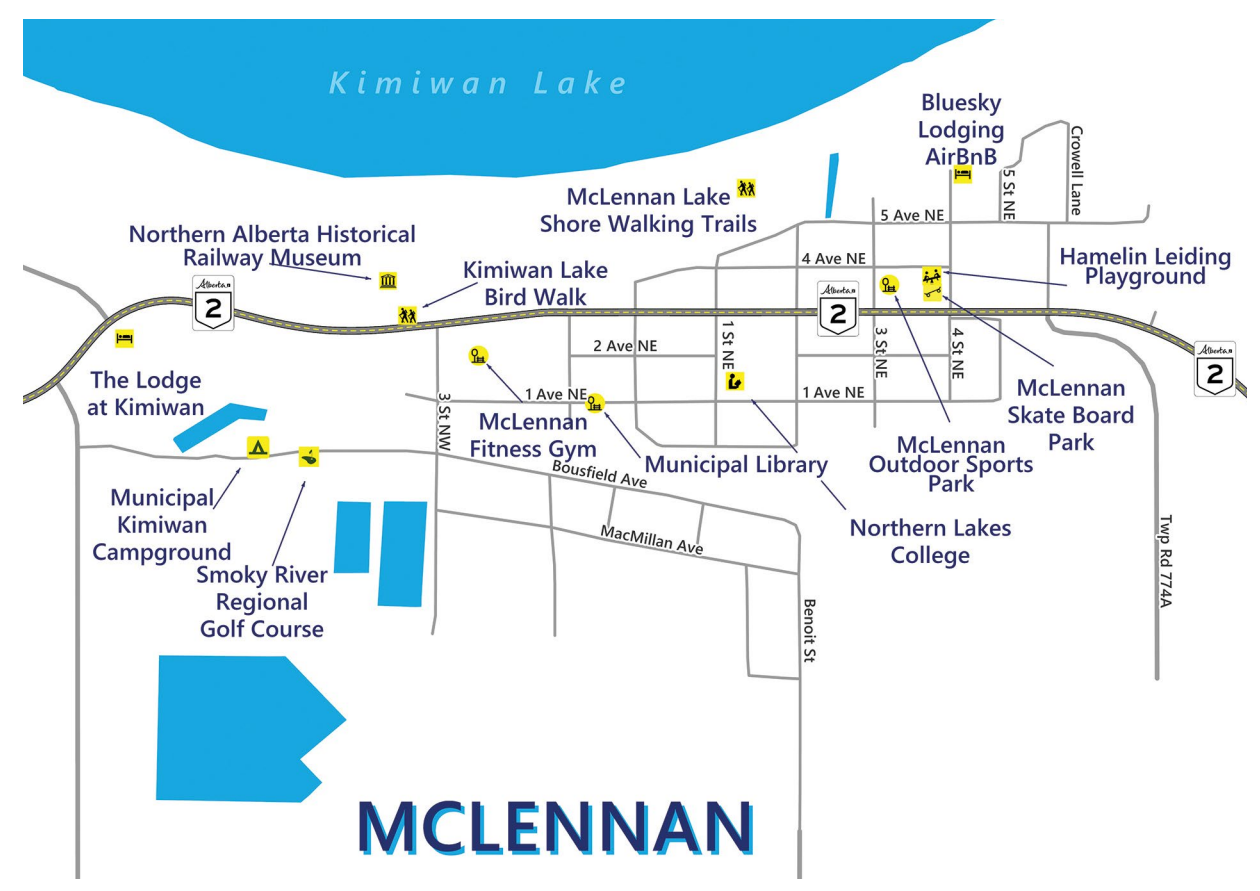 Kimiwan Lake
Bluesky
Lodging
AirBnB
Crowell Lane
5 St NE
McLennan Lake
Shore Walking Trails
5 Ave NE
Northern Alberta Historical
Railway Museum
4 Ave NE
Hamelin Leiding
Playground
Kimiwan Lake
Bird Walk
Alberta
2
Alberta
2
Alberta
2
1 St NE
3 St NE
4 St NE
2 Ave NE
The Lodge
at Kimiwan
1 Ave NE
1 Ave NE
3 St NW
McLennan
Fitness Gym
McLennan
Skate Board
Park
McLennan
Outdoor Sports
Park
Municipal Library
Bousfield Ave
Municipal
Kimiwan
Campground
Northern Lakes
College
MacMillan Ave
Twp Rd 774A
Smoky River
Regional
Golf Course
Benoit St
MCLENNAN